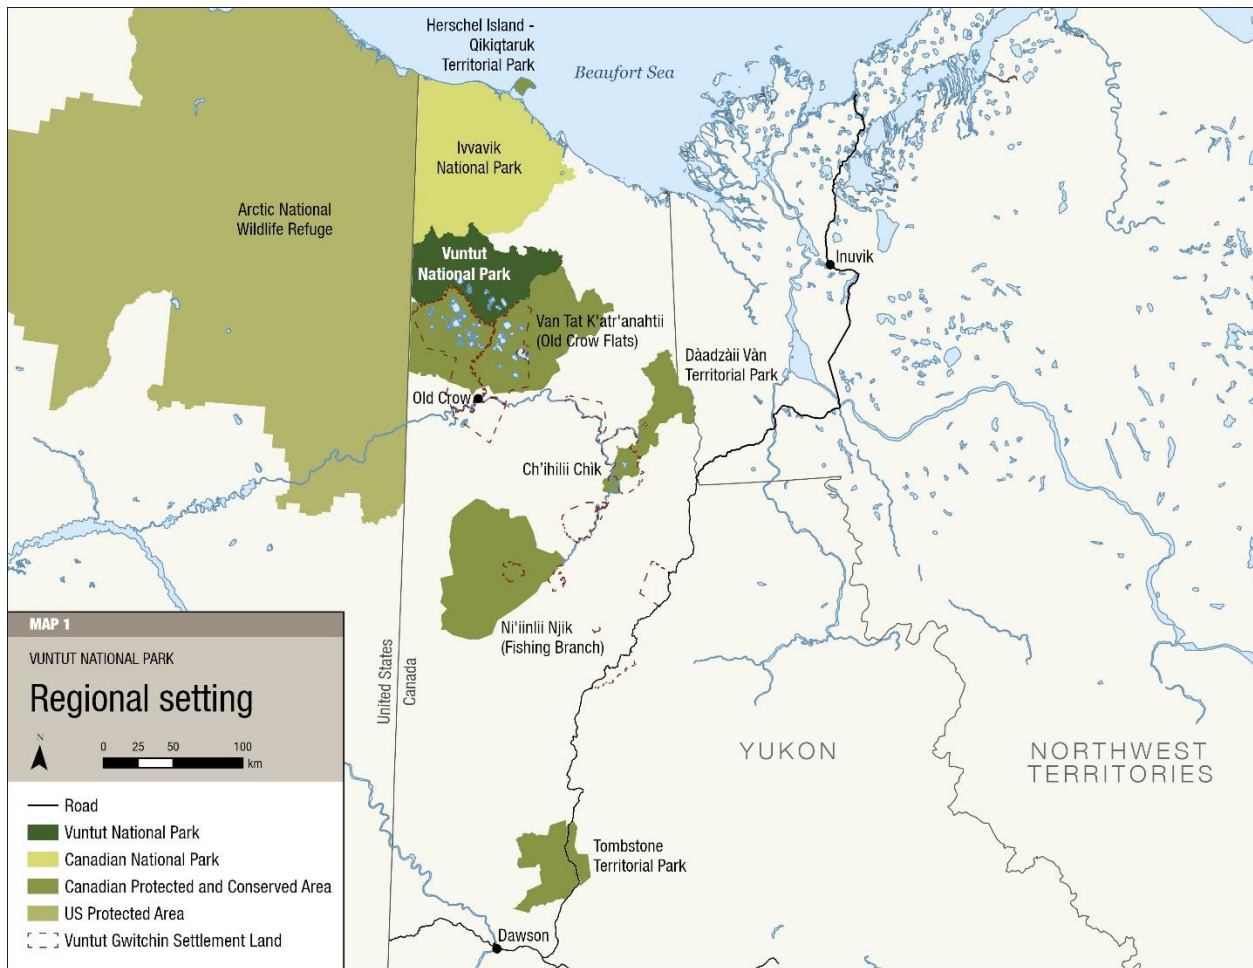 Herschel Island -
Qikiqtaruk
Territorial Park
Beaufort Sea
Ivvavik
National Park
Arctic National
Wildlife Refuge
Vuntut
National Park
Inuvik
Van Tat K'atr'anahtii
(Old Crow Flats)
Dàadzàii Vàn
Territorial Park
Old Crow
Ch'ihilii Chìk
Ni'iinlii Njik
(Fishing Branch)
United States
Canada
YUKON
NORTHWEST
TERRITORIES
Tombstone
Territorial Park
Dawson
MAP 1
VUNTUT NATIONAL PARK
Regional setting
N
0 25 50 100
km
Road
Vuntut National Park
Canadian National Park
Canadian Protected and Conserved Area
US Protected Area
Vuntut Gwitchin Settlement Land